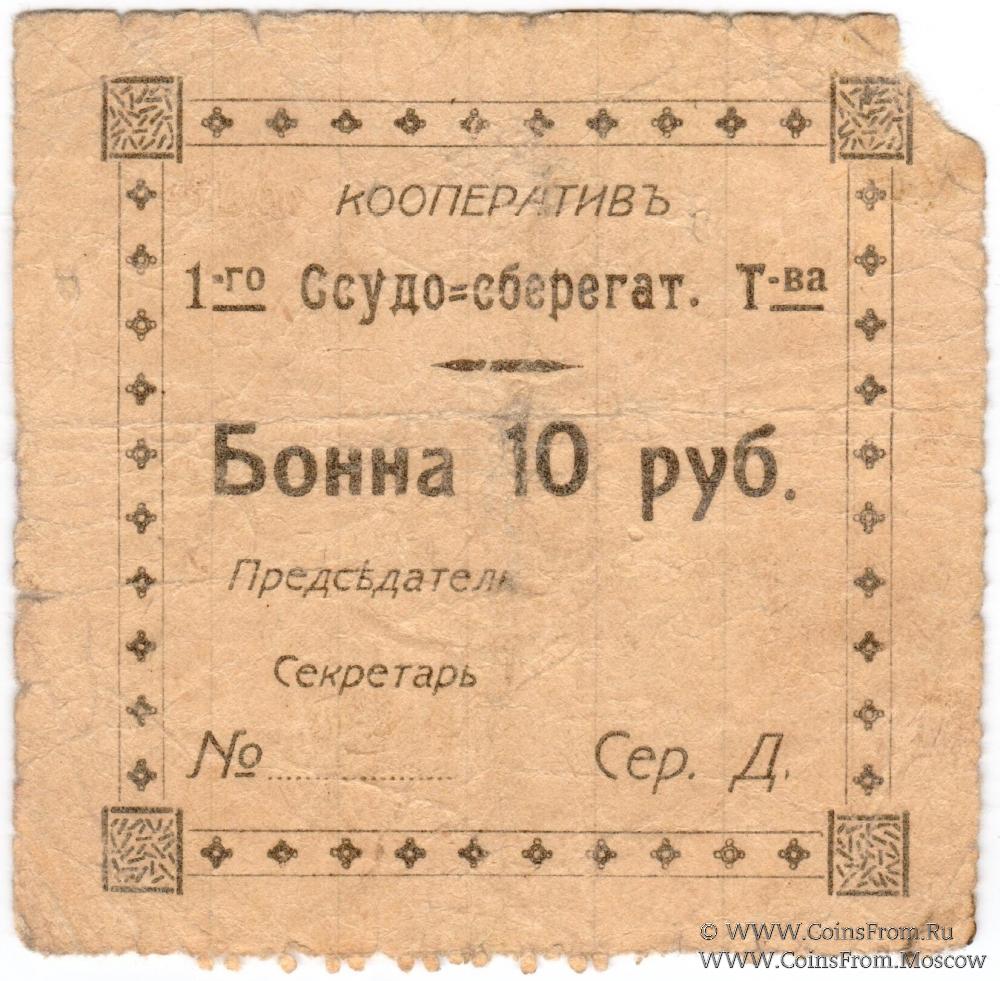 КООПЕРАТИВЪ
1-го Ссудо=сберегат. Т-ва
Бонна 10 руб.
Предсѣдатель
Секретарь
№ .................... Сер. Д.
© WWW.CoinsFrom.Ru
WWW.CoinsFrom.Moscow